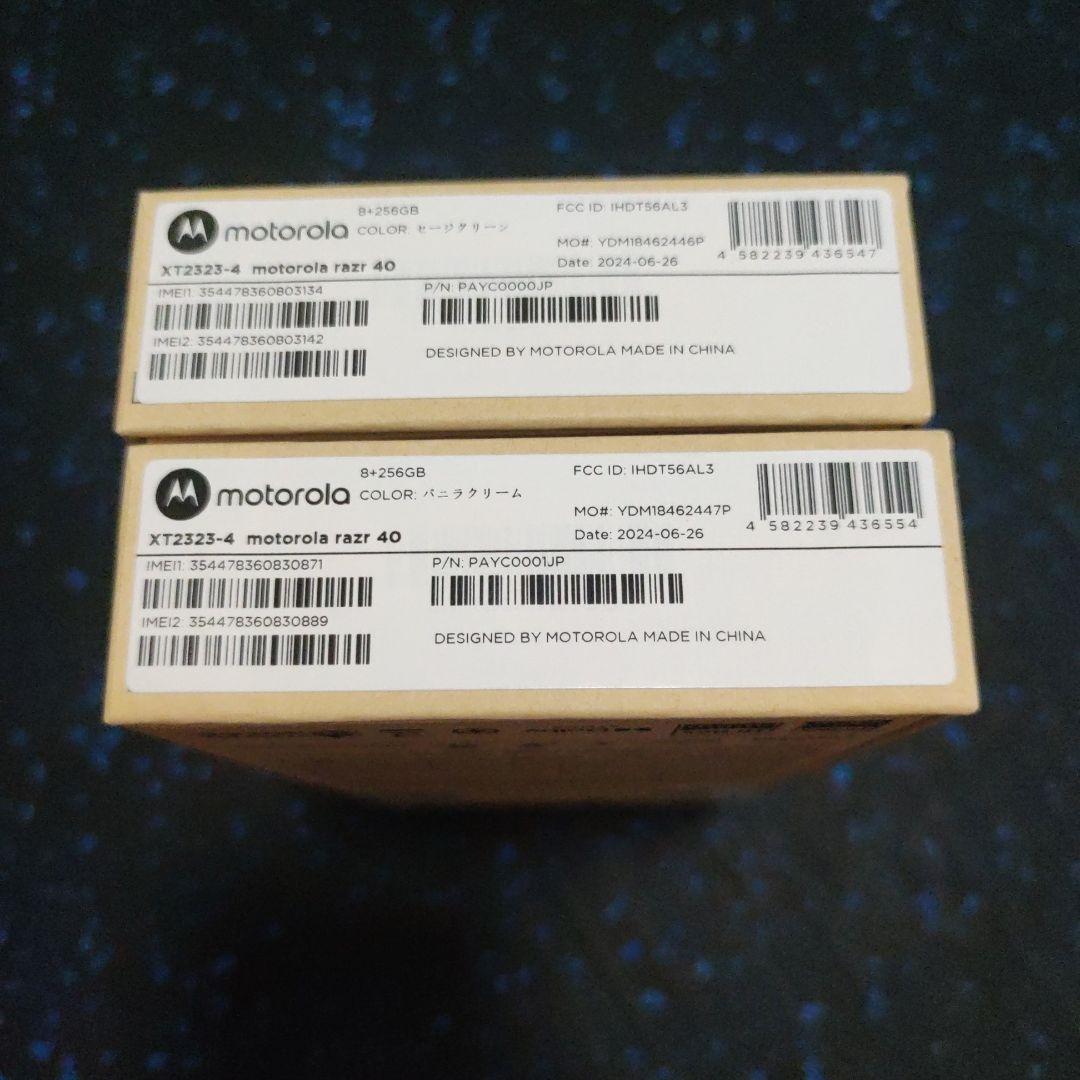 motorola
8+256GB
COLOR: セージグリーン
FCC ID: IHDT56AL3
MO#: YDM18462446P
Date: 2024-06-26
4 582239 436547
XT2323-4 motorola razr 40
IMEI1: 354478360803134
IMEI2: 354478360803142
P/N: PAYC0000JP
DESIGNED BY MOTOROLA MADE IN CHINA
motorola
8+256GB
COLOR: バニラクリーム
FCC ID: IHDT56AL3
MO#: YDM18462447P
Date: 2024-06-26
4 582239 436554
XT2323-4 motorola razr 40
IMEI1: 354478360830871
IMEI2: 354478360830889
P/N: PAYC0001JP
DESIGNED BY MOTOROLA MADE IN CHINA